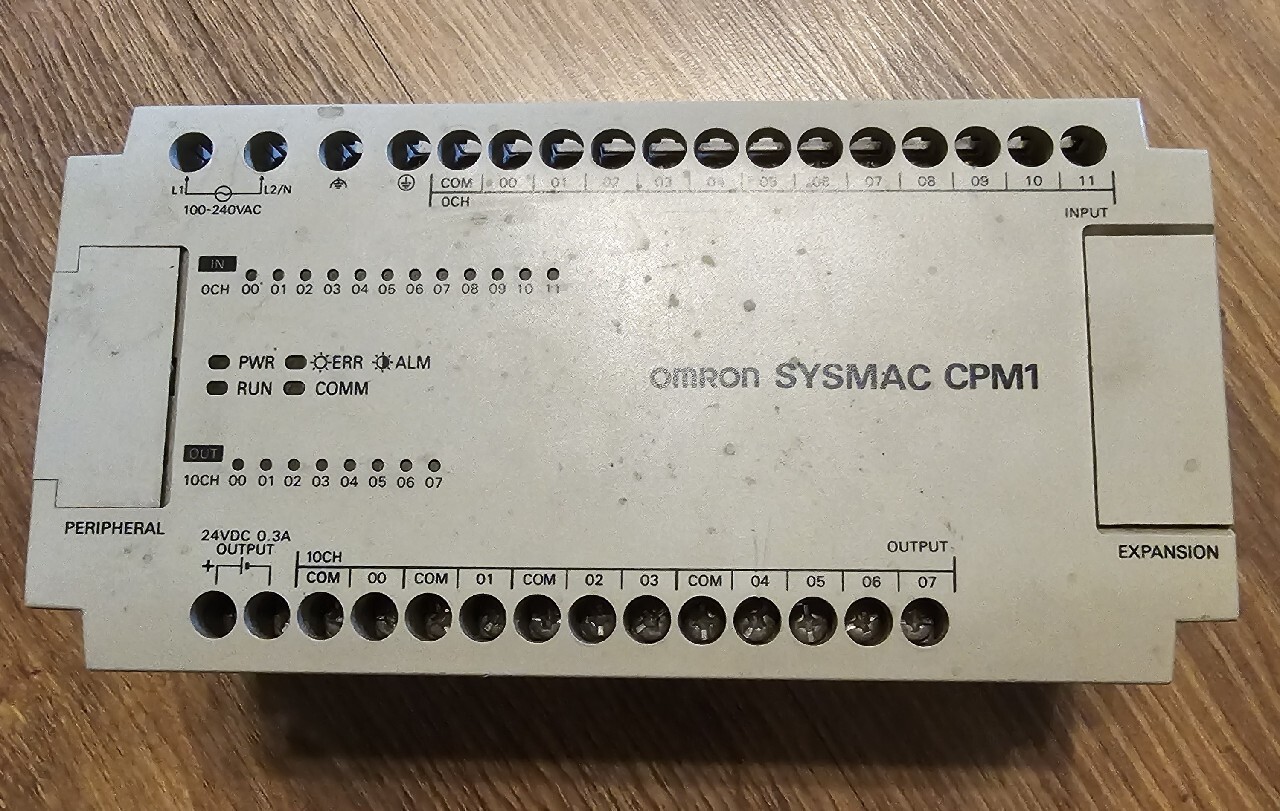 L1 L2/N
100-240VAC
COM 00 01 02 03 04 05 06 07 08 09 10 11
0CH
INPUT
IN
0CH 00 01 02 03 04 05 06 07 08 09 10 11
PWR ERR ALM
RUN COMM
omron SYSMAC CPM1
OUT
10CH 00 01 02 03 04 05 06 07
PERIPHERAL
EXPANSION
24VDC 0.3A
OUTPUT
+ -
10CH
OUTPUT
COM 00 COM 01 COM 02 03 COM 04 05 06 07